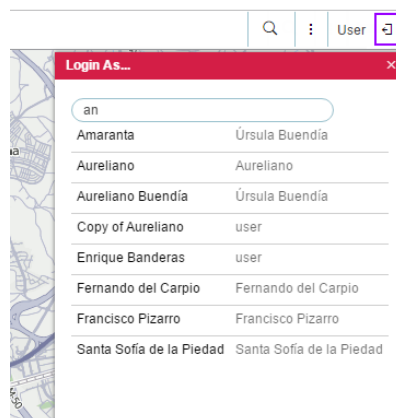 User
Login As... ×
an
Amaranta Úrsula Buendía
Aureliano Aureliano
Aureliano Buendía Úrsula Buendía
Copy of Aureliano user
Enrique Banderas user
Fernando del Carpio Fernando del Carpio
Francisco Pizarro Francisco Pizarro
Santa Sofía de la Piedad Santa Sofía de la Piedad